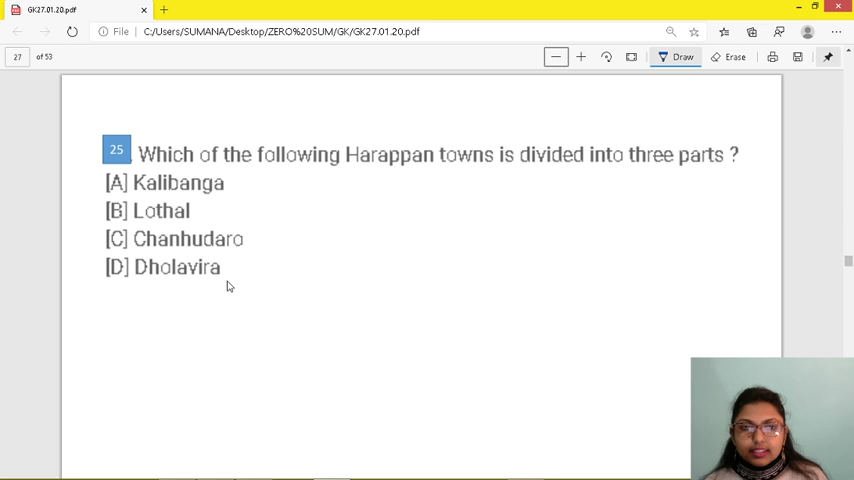 GK27.01.20.pdf
File C:/Users/SUMANA/Desktop/ZERO%20SUM/GK/GK27.01.20.pdf
27 of 53 Draw Erase
25 . Which of the following Harappan towns is divided into three parts ?
[A] Kalibanga
[B] Lothal
[C] Chanhudaro
[D] Dholavira